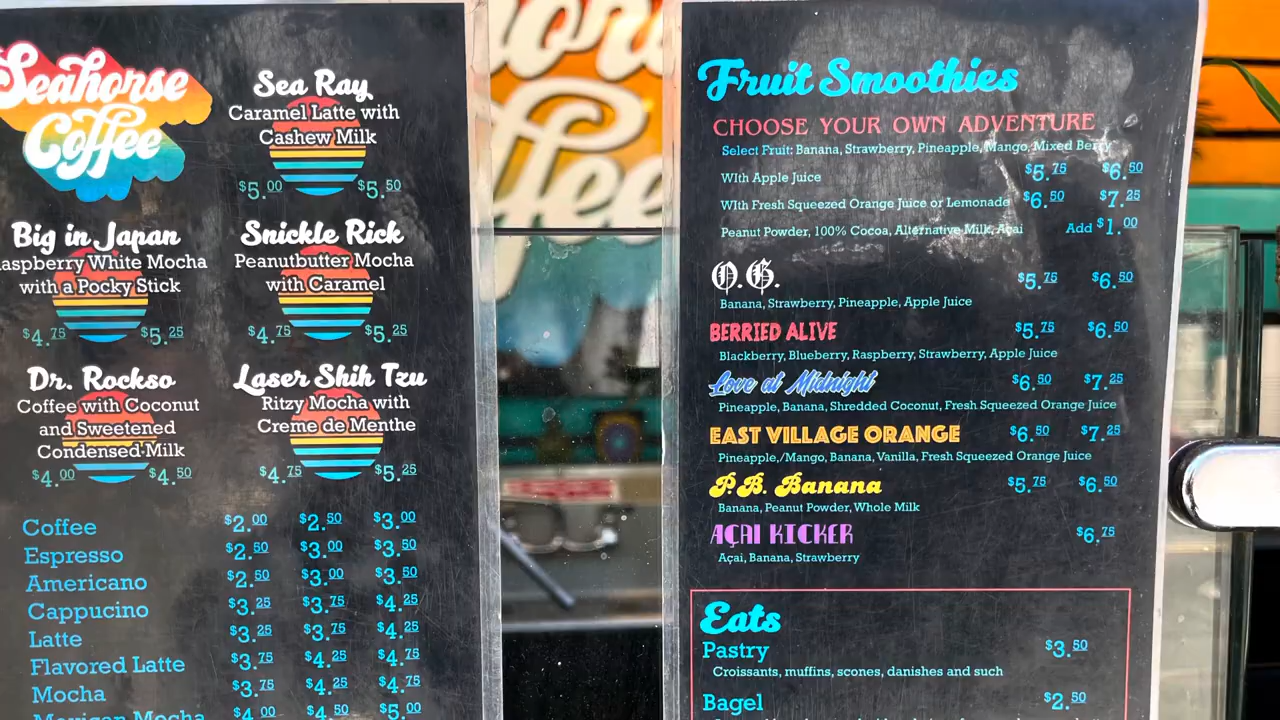 Seahorse
Coffee
Sea Ray
Caramel Latte with
Cashew Milk
$5.00 $5.50
Big in Japan
Raspberry White Mocha
with a Pocky Stick
$4.75 $5.25
Snickle Rick
Peanutbutter Mocha
with Caramel
$4.75 $5.25
Dr. Rockso
Coffee with Coconut
and Sweetened
Condensed Milk
$4.00 $4.50
Laser Shih Tzu
Ritzy Mocha with
Creme de Menthe
$4.75 $5.25
Coffee $2.00 $2.50 $3.00
Espresso $2.50 $3.00 $3.50
Americano $2.50 $3.00 $3.50
Cappucino $3.25 $3.75 $4.25
Latte $3.25 $3.75 $4.25
Flavored Latte $3.75 $4.25 $4.75
Mocha $3.75 $4.25 $4.75
Mexican Mocha $4.00 $4.50 $5.00
ffee
Fruit Smoothies
CHOOSE YOUR OWN ADVENTURE
Select Fruit: Banana, Strawberry, Pineapple, Mango, Mixed Berry
WIth Apple Juice $5.75 $6.50
WIth Fresh Squeezed Orange Juice or Lemonade $6.50 $7.25
Peanut Powder, 100% Cocoa, Alternative Milk, Açai Add $1.00
O.G. $5.75 $6.50
Banana, Strawberry, Pineapple, Apple Juice
BERRIED ALIVE $5.75 $6.50
Blackberry, Blueberry, Raspberry, Strawberry, Apple Juice
Love at Midnight $6.50 $7.25
Pineapple, Banana, Shredded Coconut, Fresh Squeezed Orange Juice
EAST VILLAGE ORANGE $6.50 $7.25
Pineapple,/Mango, Banana, Vanilla, Fresh Squeezed Orange Juice
P.B. Banana $5.75 $6.50
Banana, Peanut Powder, Whole Milk
AÇAI KICKER $6.75
Açai, Banana, Strawberry
Eats
Pastry $3.50
Croissants, muffins, scones, danishes and such
Bagel $2.50